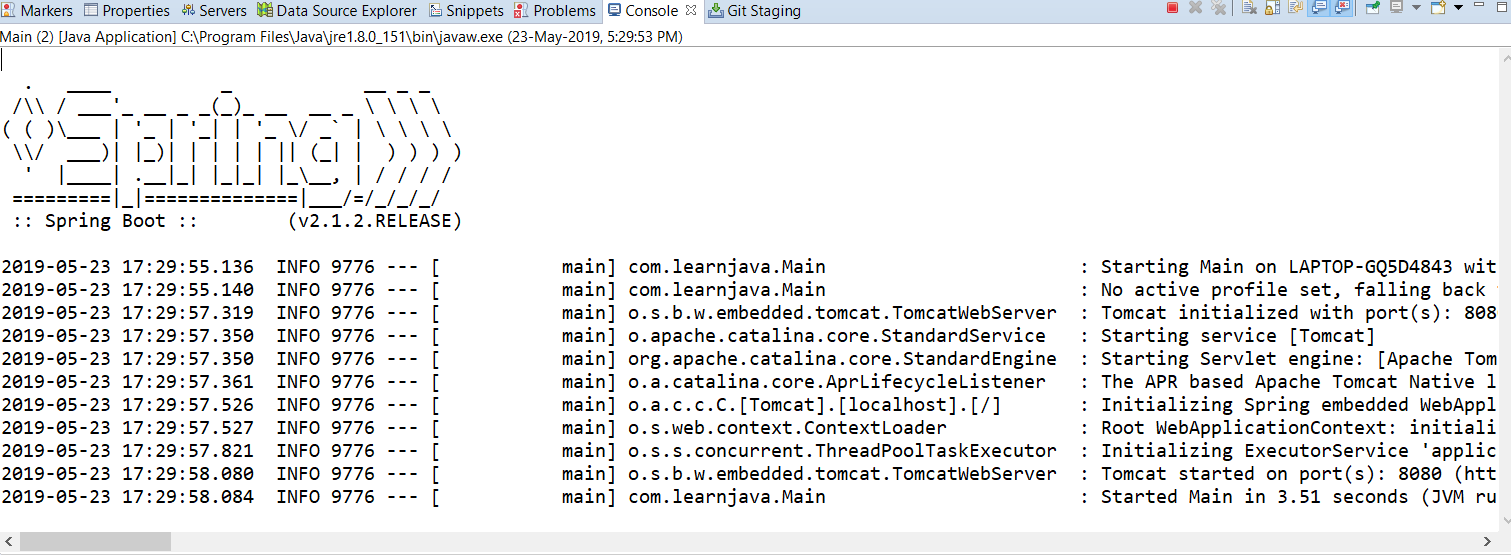 Markers Properties Servers Data Source Explorer Snippets Problems Console Git Staging
Main (2) [Java Application] C:\Program Files\Java\jre1.8.0_151\bin\javaw.exe (23-May-2019, 5:29:53 PM)
  .   ____          _            __ _ _
 /\\ / ___'_ __ _ _(_)_ __  __ _ \ \ \ \
( ( )\___ | '_ | '_| | '_ \/ _` | \ \ \ \
 \\/  ___)| |_)| | | | | || (_| |  ) ) ) )
  '  |____| .__|_| |_|_| |_\__, | / / / /
 =========|_|==============|___/=/_/_/_/
 :: Spring Boot ::        (v2.1.2.RELEASE)
2019-05-23 17:29:55.136  INFO 9776 --- [           main] com.learnjava.Main                       : Starting Main on LAPTOP-GQ5D4843 wit
2019-05-23 17:29:55.140  INFO 9776 --- [           main] com.learnjava.Main                       : No active profile set, falling back
2019-05-23 17:29:57.319  INFO 9776 --- [           main] o.s.b.w.embedded.tomcat.TomcatWebServer  : Tomcat initialized with port(s): 808
2019-05-23 17:29:57.350  INFO 9776 --- [           main] o.apache.catalina.core.StandardService   : Starting service [Tomcat]
2019-05-23 17:29:57.350  INFO 9776 --- [           main] org.apache.catalina.core.StandardEngine  : Starting Servlet engine: [Apache Tom
2019-05-23 17:29:57.361  INFO 9776 --- [           main] o.a.catalina.core.AprLifecycleListener   : The APR based Apache Tomcat Native l
2019-05-23 17:29:57.526  INFO 9776 --- [           main] o.a.c.c.C.[Tomcat].[localhost].[/]       : Initializing Spring embedded WebAppl
2019-05-23 17:29:57.527  INFO 9776 --- [           main] o.s.web.context.ContextLoader            : Root WebApplicationContext: initiali
2019-05-23 17:29:57.821  INFO 9776 --- [           main] o.s.s.concurrent.ThreadPoolTaskExecutor  : Initializing ExecutorService 'applic
2019-05-23 17:29:58.080  INFO 9776 --- [           main] o.s.b.w.embedded.tomcat.TomcatWebServer  : Tomcat started on port(s): 8080 (htt
2019-05-23 17:29:58.084  INFO 9776 --- [           main] com.learnjava.Main                       : Started Main in 3.51 seconds (JVM ru